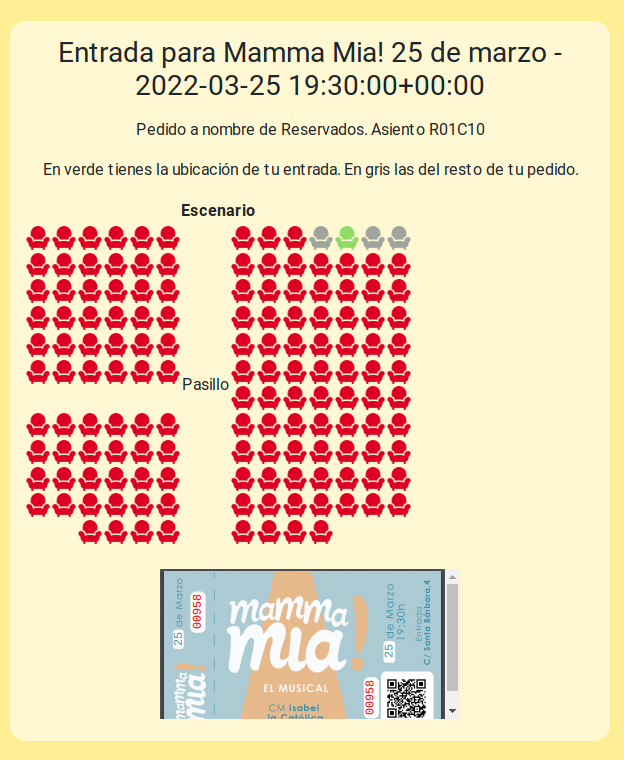 Entrada para Mamma Mia! 25 de marzo -
2022-03-25 19:30:00+00:00
Pedido a nombre de Reservados. Asiento R01C10
En verde tienes la ubicación de tu entrada. En gris las del resto de tu pedido.
Escenario
Pasillo
25 de Marzo
00958
mamma
mia!
mamma
mia!
EL MUSICAL
CM Isabel
la Católica
25 de Marzo
19:30h
Entrada
C/ Santa Bárbara,4
00958